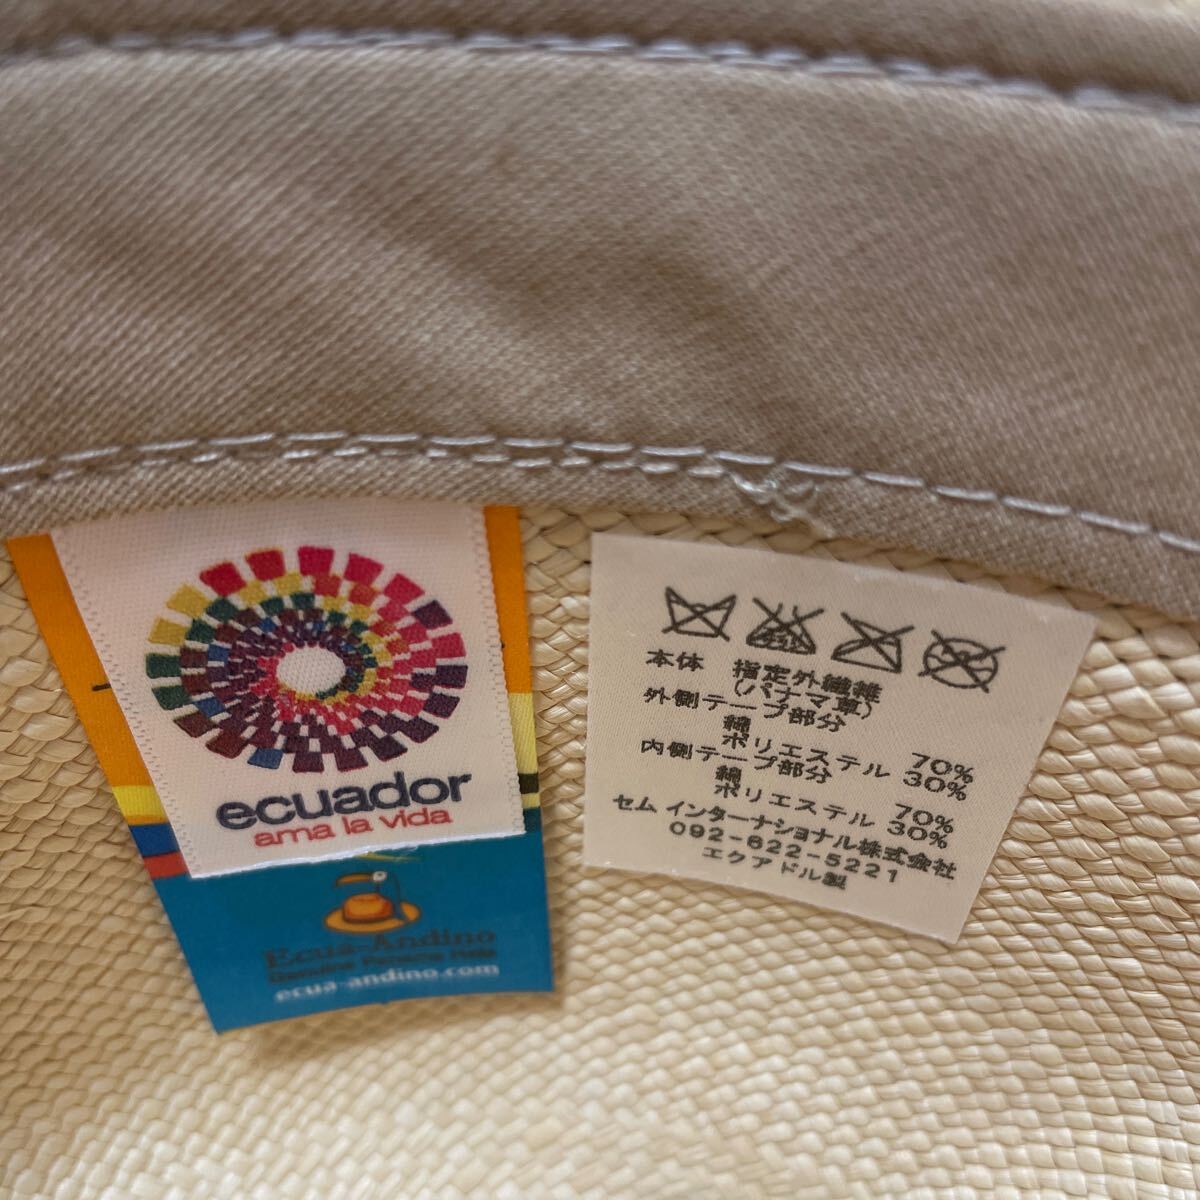 ecuador
ama la vida
Ecua-Andino
Genuine Panama Hats
ecua-andino.com
本体 指定外繊維
(パナマ草)
外側テープ部分
綿 70%
ポリエステル 30%
内側テープ部分
綿 70%
ポリエステル 30%
セム インターナショナル株式会社
092-622-5221
エクアドル製